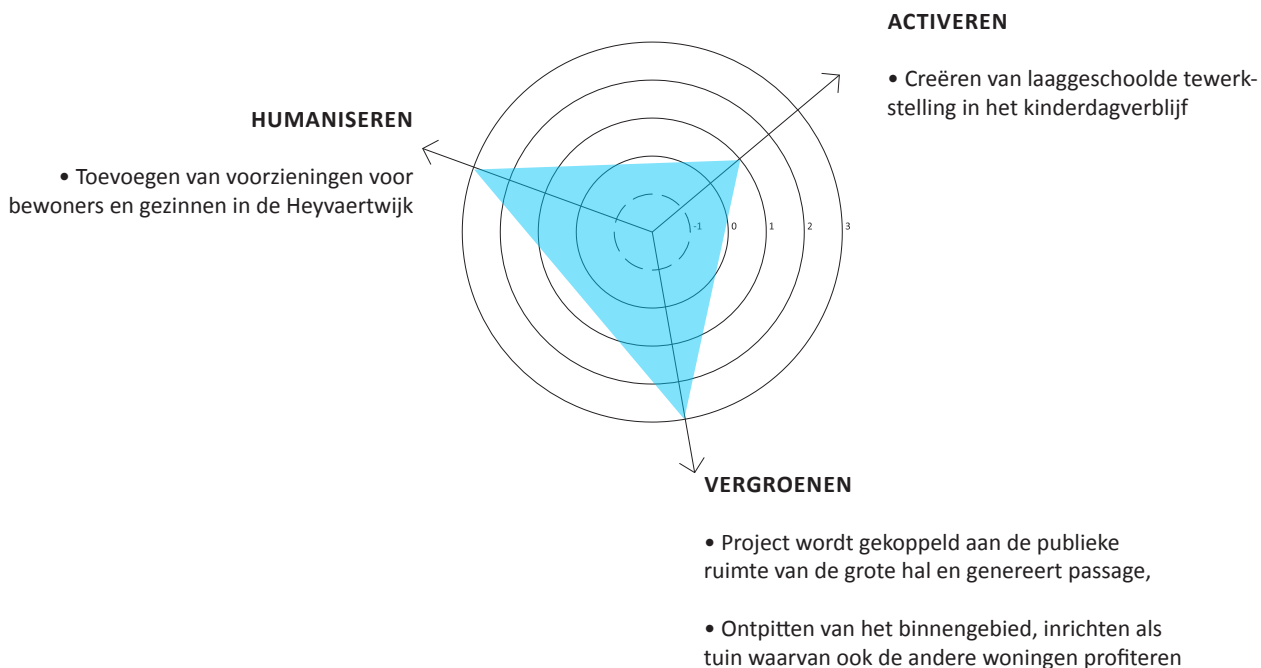 ACTIVEREN
• Creëren van laaggeschoolde tewerk-
stelling in het kinderdagverblijf
HUMANISEREN
• Toevoegen van voorzieningen voor
bewoners en gezinnen in de Heyvaertwijk
-1 0 1 2 3
VERGROENEN
• Project wordt gekoppeld aan de publieke
ruimte van de grote hal en genereert passage,
• Ontpitten van het binnengebied, inrichten als
tuin waarvan ook de andere woningen profiteren